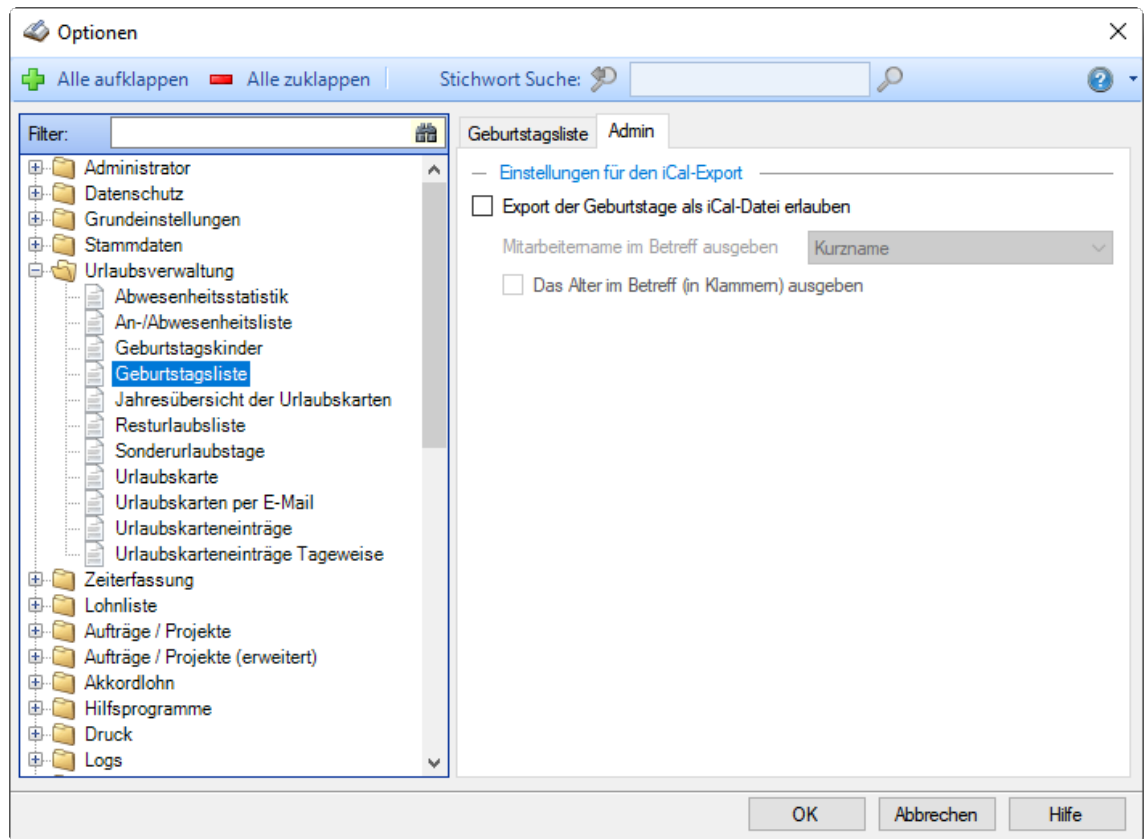 Optionen
Alle aufklappen Alle zuklappen Stichwort Suche:
Filter:
Administrator
Datenschutz
Grundeinstellungen
Stammdaten
Urlaubsverwaltung
Abwesenheitsstatistik
An-/Abwesenheitsliste
Geburtstagskinder
Geburtstagsliste
Jahresübersicht der Urlaubskarten
Resturlaubsliste
Sonderurlaubstage
Urlaubskarte
Urlaubskarten per E-Mail
Urlaubskarteneinträge
Urlaubskarteneinträge Tageweise
Zeiterfassung
Lohnliste
Aufträge / Projekte
Aufträge / Projekte (erweitert)
Akkordlohn
Hilfsprogramme
Druck
Logs
Geburtstagsliste Admin
Einstellungen für den iCal-Export
Export der Geburtstage als iCal-Datei erlauben
Mitarbeitername im Betreff ausgeben Kurzname
Das Alter im Betreff (in Klammern) ausgeben
OK Abbrechen Hilfe